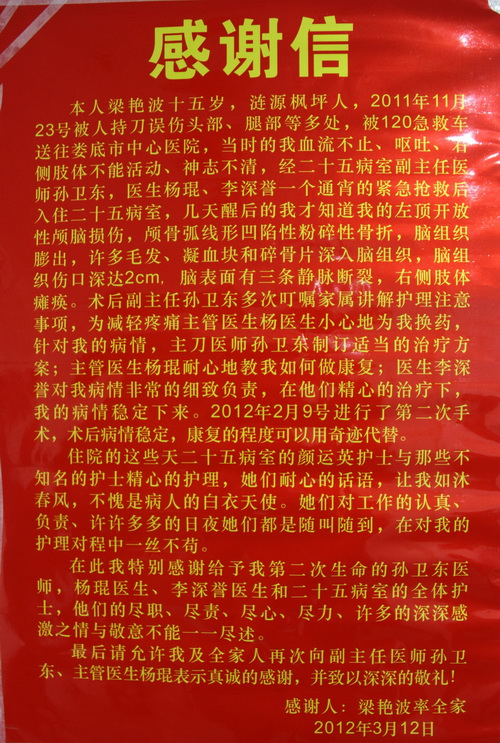 感谢信
本人梁艳波十五岁，涟源枫坪人，2011年11月
23号被人持刀误伤头部、腿部等多处，被120急救车
送往娄底市中心医院，当时的我血流不止、呕吐、右
侧肢体不能活动、神志不清，经二十五病室副主任医
师孙卫东，医生杨琨、李深誉一个通宵的紧急抢救后
入住二十五病室，几天醒后的我才知道我的左顶开放
性颅脑损伤，颅骨弧线形凹陷性粉碎性骨折，脑组织
膨出，许多毛发、凝血块和碎骨片深入脑组织，脑组
织伤口深达2cm，脑表面有三条静脉断裂，右侧肢体
瘫痪。术后副主任孙卫东多次叮嘱家属讲解护理注意
事项，为减轻疼痛主管医生杨医生小心地为我换药，
针对我的病情，主刀医师孙卫东制订适当的治疗方
案；主管医生杨琨耐心地教我如何做康复；医生李深
誉对我病情非常的细致负责，在他们精心的治疗下，
我的病情稳定下来。2012年2月9号进行了第二次手
术，术后病情稳定，康复的程度可以用奇迹代替。
住院的这些天二十五病室的颜运英护士与那些不
知名的护士精心的护理，她们耐心的话语，让我如沐
春风，不愧是病人的白衣天使。她们对工作的认真、
负责、许许多多的日夜她们都是随叫随到，在对我的
护理对程中一丝不苟。
在此我特别感谢给予我第二次生命的孙卫东医
师，杨琨医生、李深誉医生和二十五病室的全体护
士，他们的尽职、尽责、尽心、尽力、许多的深深感
激之情与敬意不能一一尽述。
最后请允许我及全家人再次向副主任医师孙卫
东、主管医生杨琨表示真诚的感谢，并致以深深的敬礼！
感谢人：梁艳波率全家
2012年3月12日